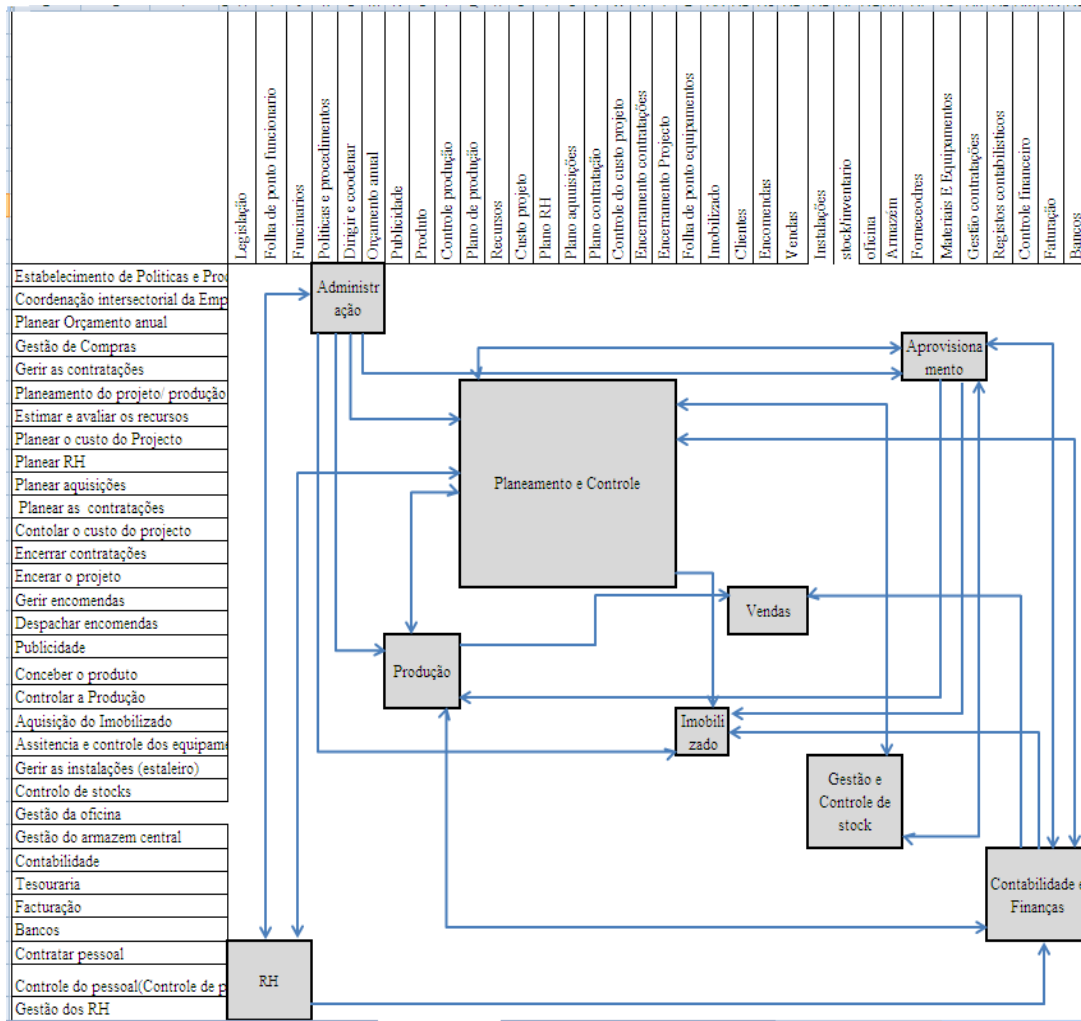 Legislação
Folha de ponto funcionario
Funcionarios
Politicas e procedimentos
Dirigir e coodenar
Orçamento anual
Publicidade
Produto
Controle produção
Plano de produção
Recursos
Custo projeto
Plano RH
Plano aquisições
Plano contratação
Controle do custo projeto
Encerramento contratações
Encerramento Projecto
Folha de ponto equipamentos
Imobilizado
Clientes
Encomendas
Vendas
Instalações
stock/inventario
oficina
Armazém
Forneceodres
Materiais E Equipamentos
Gestão contratações
Registos contabilisticos
Controle financeiro
Faturação
Bancos
Estabelecimento de Politicas e Pro
Coordenação intersectorial da Emp
Planear Orçamento anual
Gestão de Compras
Gerir as contratações
Planeamento do projeto/ produção
Estimar e avaliar os recursos
Planear o custo do Projecto
Planear RH
Planear aquisições
Planear as contratações
Contolar o custo do projecto
Encerrar contratações
Encerar o projeto
Gerir encomendas
Despachar encomendas
Publicidade
Conceber o produto
Controlar a Produção
Aquisição do Imobilizado
Assitencia e controle dos equipam
Gerir as instalações (estaleiro)
Controlo de stocks
Gestão da oficina
Gestão do armazem central
Contabilidade
Tesouraria
Facturação
Bancos
Contratar pessoal
Controle do pessoal(Controle de p
Gestão dos RH
Administr
ação
Aprovisiona
mento
Planeamento e Controle
Vendas
Produção
Imobili
zado
Gestão e
Controle de
stock
Contabilidade e
Finanças
RH